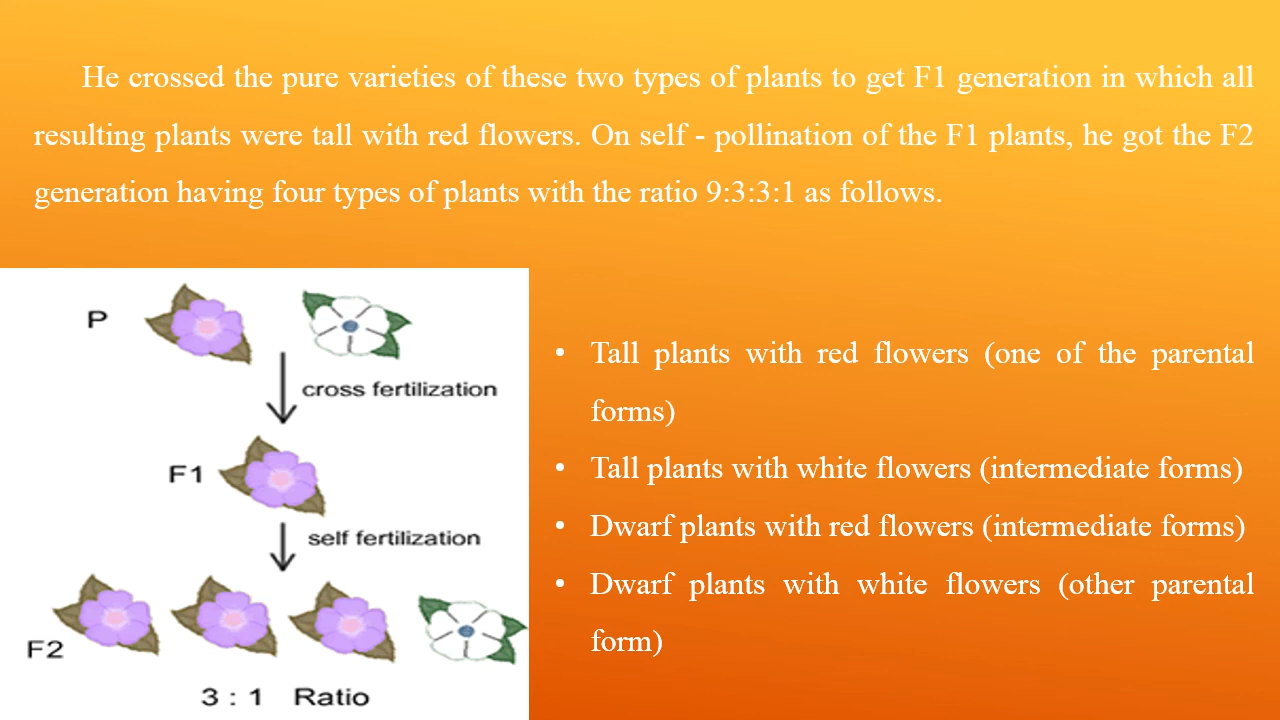 He crossed the pure varieties of these two types of plants to get F1 generation in which all
resulting plants were tall with red flowers. On self - pollination of the F1 plants, he got the F2
generation having four types of plants with the ratio 9:3:3:1 as follows.
P
cross fertilization
F1
self fertilization
F2
3 : 1 Ratio
• Tall plants with red flowers (one of the parental
forms)
• Tall plants with white flowers (intermediate forms)
• Dwarf plants with red flowers (intermediate forms)
• Dwarf plants with white flowers (other parental
form)